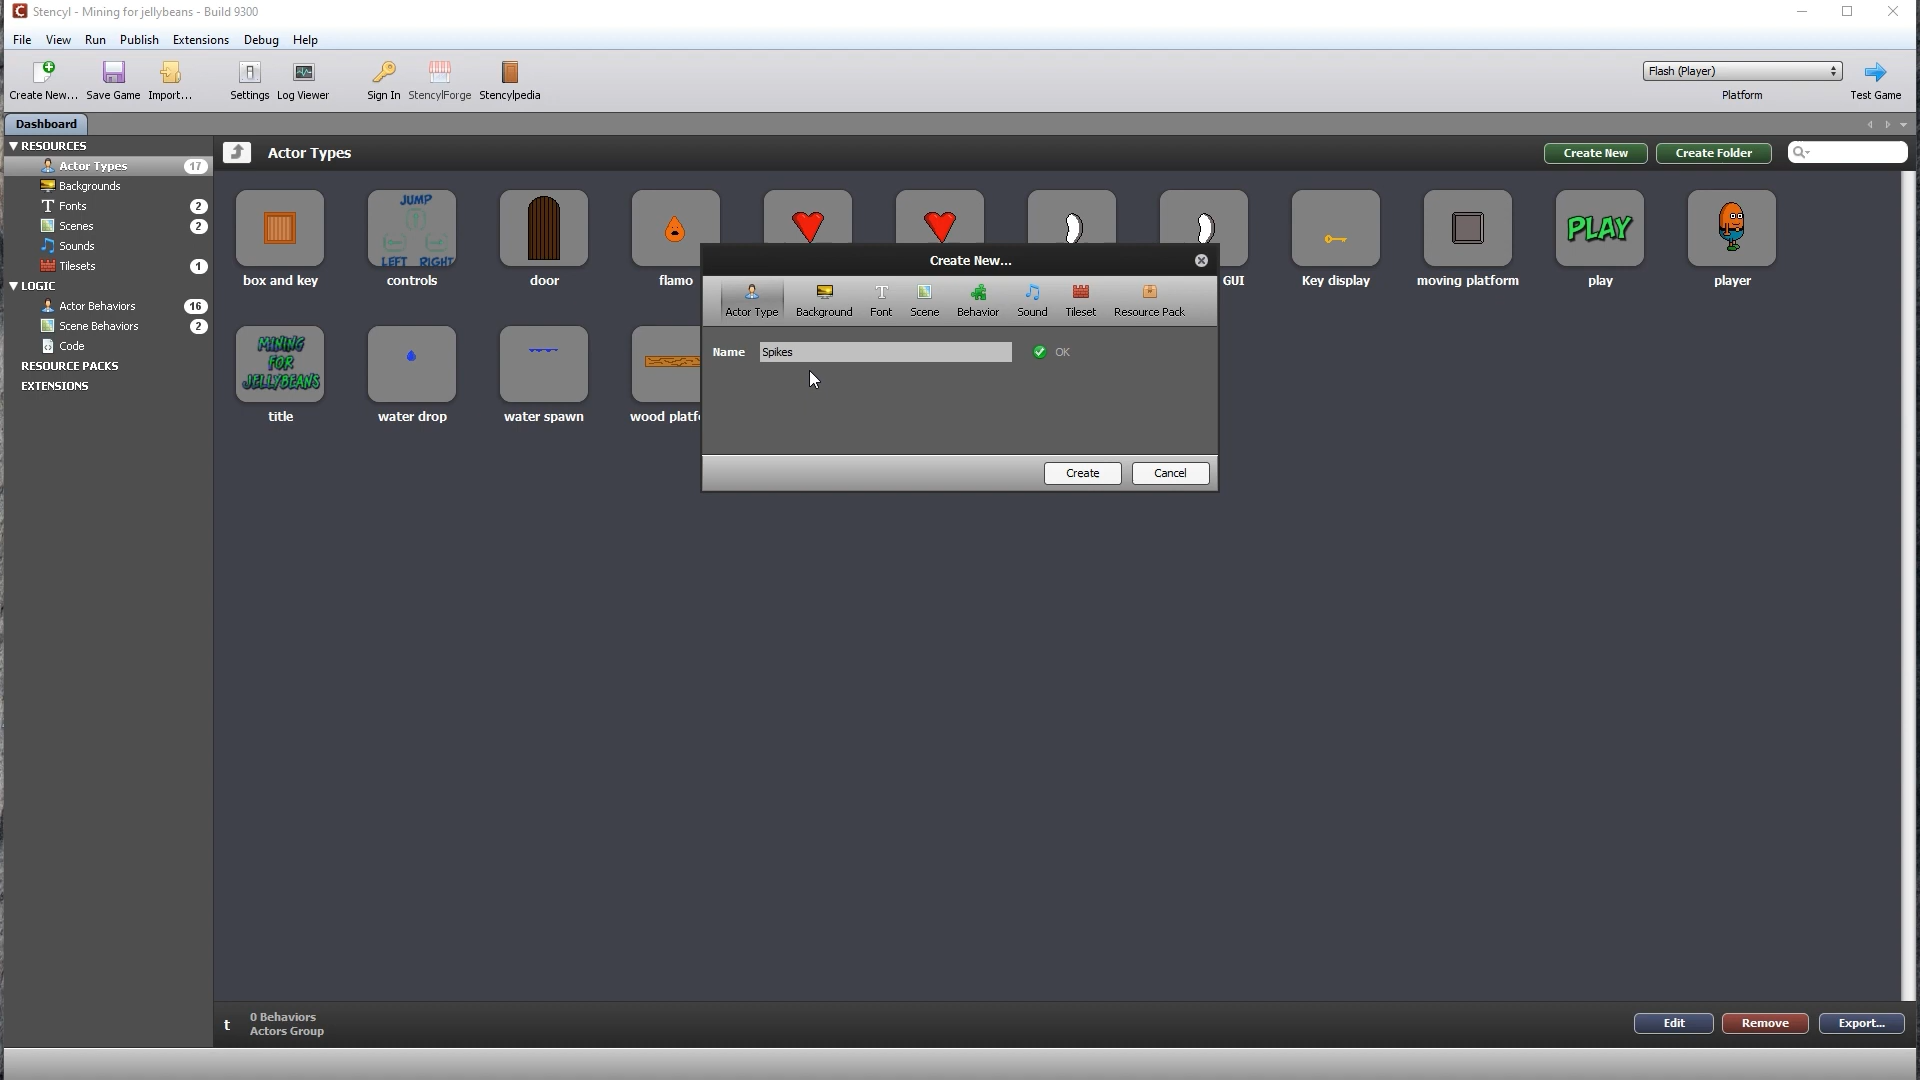 Stencyl - Mining for jellybeans - Build 9300
File View Run Publish Extensions Debug Help
Create New... Save Game Import... Settings Log Viewer Sign In StencylForge Stencylpedia
Flash (Player)
Platform Test Game
Dashboard
RESOURCES
Actor Types 17
Backgrounds
Fonts 2
Scenes 2
Sounds
Tilesets 1
LOGIC
Actor Behaviors 16
Scene Behaviors 2
Code
RESOURCE PACKS
EXTENSIONS
Actor Types
Create New Create Folder
JUMP
LEFT RIGHT
PLAY
box and key controls door flamo GUI Key display moving platform play player
MINING
FOR
JELLYBEANS
title water drop water spawn wood platf
Create New...
Actor Type Background Font Scene Behavior Sound Tileset Resource Pack
Name Spikes OK
Create Cancel
t
0 Behaviors
Actors Group
Edit Remove Export...